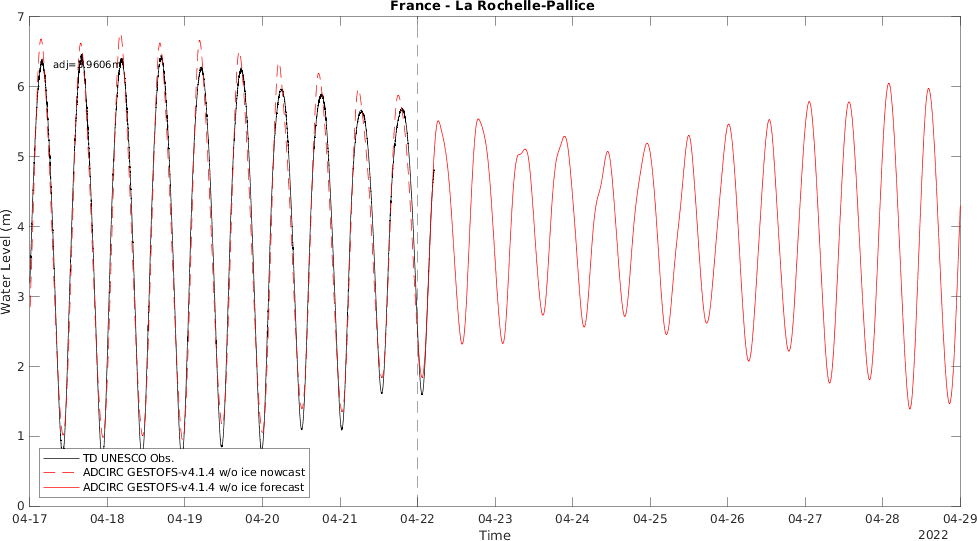 France - La Rochelle-Pallice
7
6
5
4
3
2
1
0
Water Level (m)
TD UNESCO Obs.
ADCIRC GESTOFS-v4.1.4 w/o ice nowcast
ADCIRC GESTOFS-v4.1.4 w/o ice forecast
04-17 04-18 04-19 04-20 04-21 04-22 04-23 04-24 04-25 04-26 04-27 04-28 04-29
Time
2022